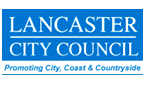 LANCASTER
CITY COUNCIL
Promoting City, Coast & Countryside